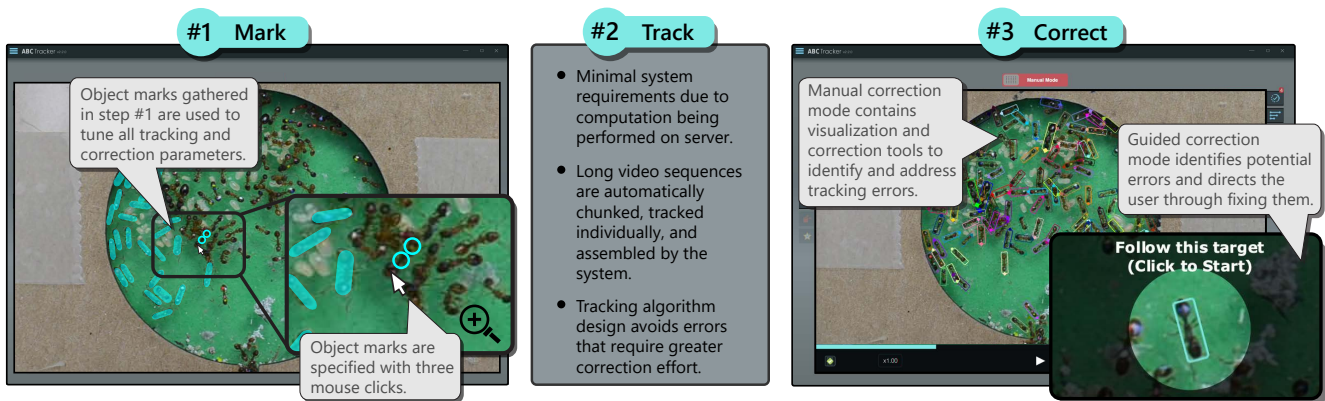 #1 Mark
ABCTracker
Object marks gathered
in step #1 are used to
tune all tracking and
correction parameters.
Object marks are
specified with three
mouse clicks.
#2 Track
• Minimal system
requirements due to
computation being
performed on server.
• Long video sequences
are automatically
chunked, tracked
individually, and
assembled by the
system.
• Tracking algorithm
design avoids errors
that require greater
correction effort.
#3 Correct
ABCTracker
Manual Mode
Manual correction
mode contains
visualization and
correction tools to
identify and address
tracking errors.
Guided correction
mode identifies potential
errors and directs the
user through fixing them.
Follow this target
(Click to Start)
x1.00